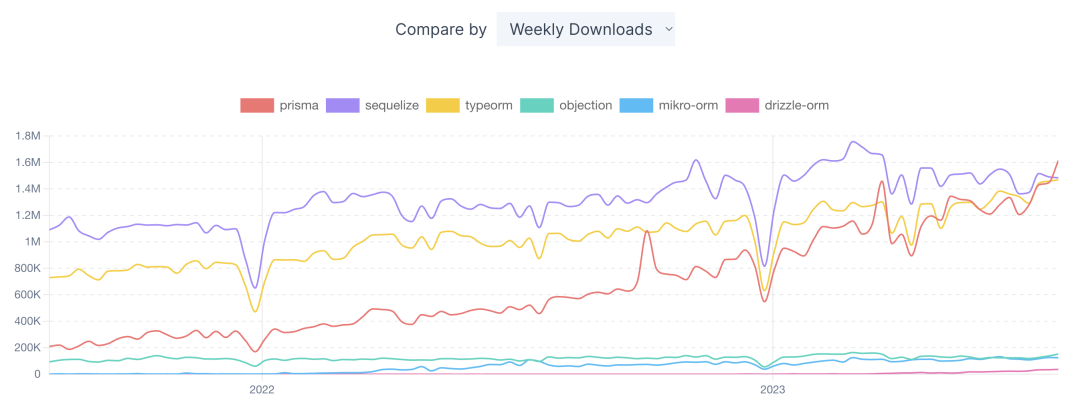 Compare by Weekly Downloads
prisma sequelize typeorm objection mikro-orm drizzle-orm
1.8M
1.6M
1.4M
1.2M
1M
800K
600K
400K
200K
0
2022 2023